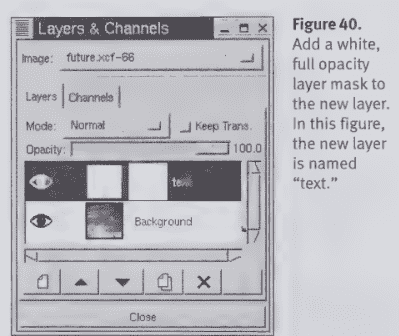 Layers & Channels
Image: future.xcf-66
Layers Channels
Mode: Normal Keep Trans.
Opacity: 100.0
Background
Close
Figure 40.
Add a white,
full opacity
layer mask to
the new layer.
In this figure,
the new layer
is named
“text.”